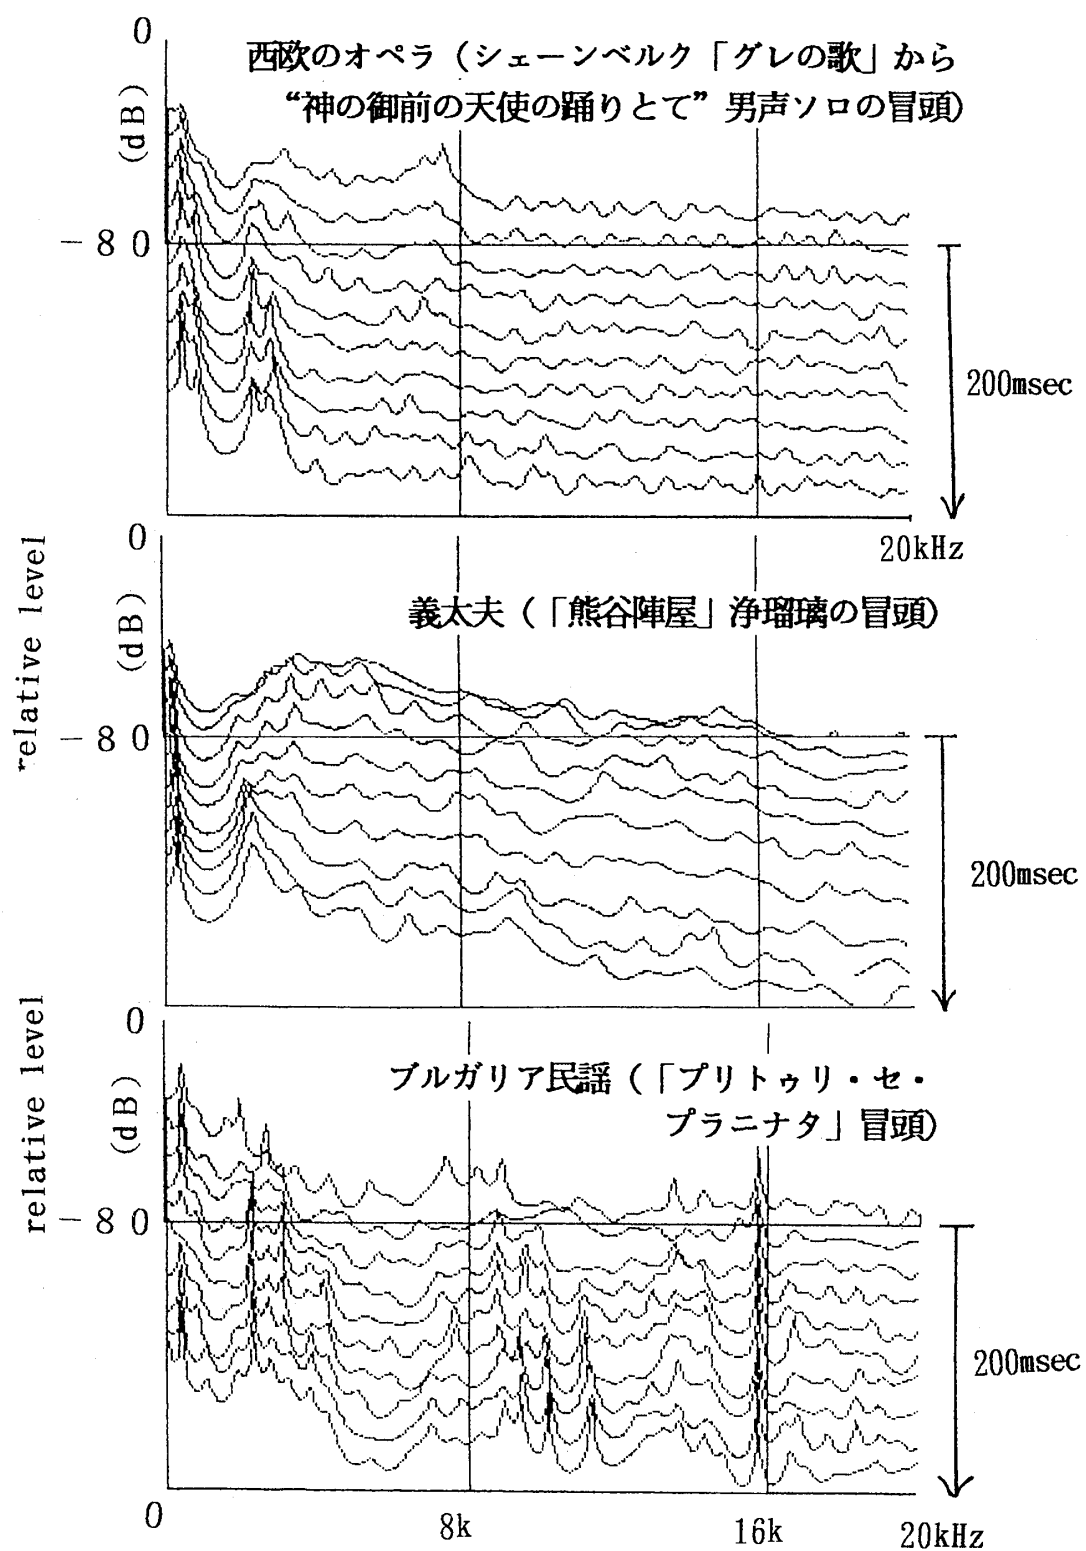 0
西欧のオペラ（シェーンベルク「グレの歌」から
“神の御前の天使の踊りとて”男声ソロの冒頭）
(dB)
−80
200msec
20kHz
relative level
0
義太夫（「熊谷陣屋」浄瑠璃の冒頭）
(dB)
−80
200msec
relative level
0
ブルガリア民謡（「プリトゥリ・セ・
プラニナタ」冒頭）
(dB)
−80
200msec
0
8k
16k
20kHz